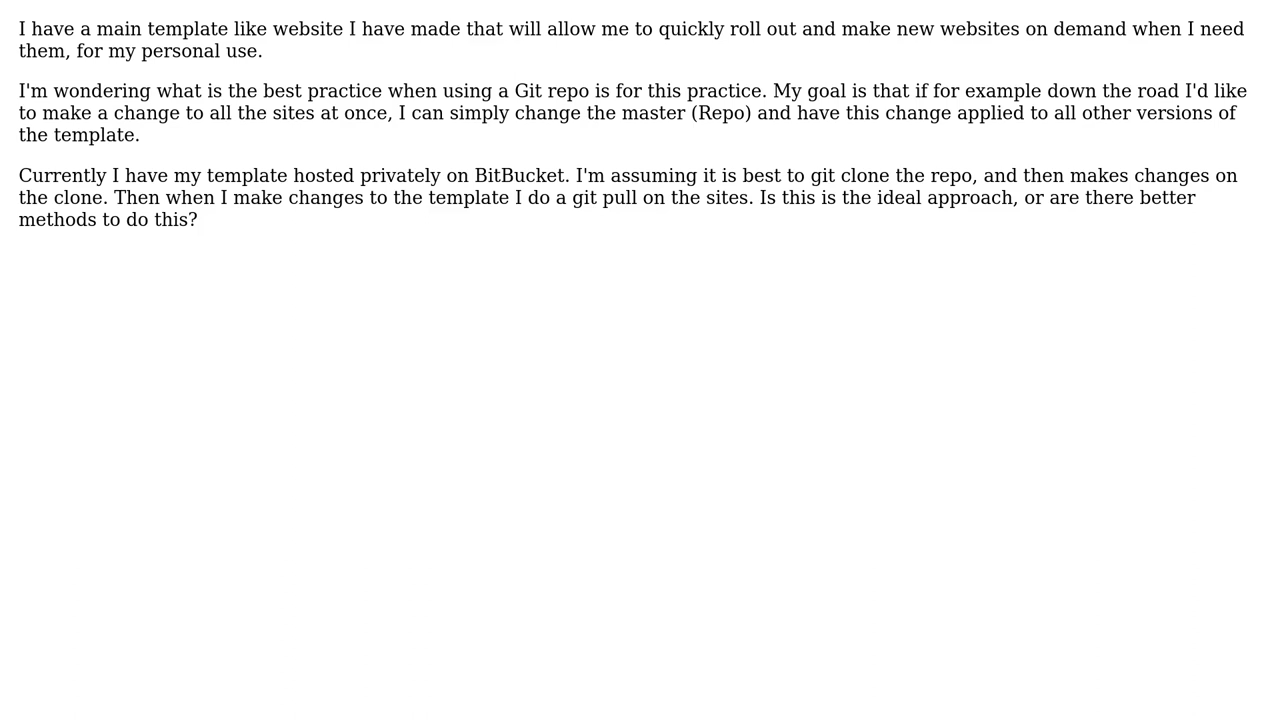 I have a main template like website I have made that will allow me to quickly roll out and make new websites on demand when I need
them, for my personal use.
I'm wondering what is the best practice when using a Git repo is for this practice. My goal is that if for example down the road I'd like
to make a change to all the sites at once, I can simply change the master (Repo) and have this change applied to all other versions of
the template.
Currently I have my template hosted privately on BitBucket. I'm assuming it is best to git clone the repo, and then makes changes on
the clone. Then when I make changes to the template I do a git pull on the sites. Is this is the ideal approach, or are there better
methods to do this?